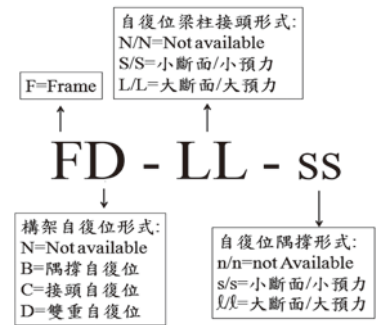 自復位梁柱接頭形式:
N/N=Not available
S/S=小斷面/小預力
L/L=大斷面/大預力
F=Frame
FD - LL - ss
構架自復位形式:
N=Not available
B=隅撐自復位
C=接頭自復位
D=雙重自復位
自復位隅撐形式:
n/n=not Available
s/s=小斷面/小預力
ℓ/ℓ=大斷面/大預力